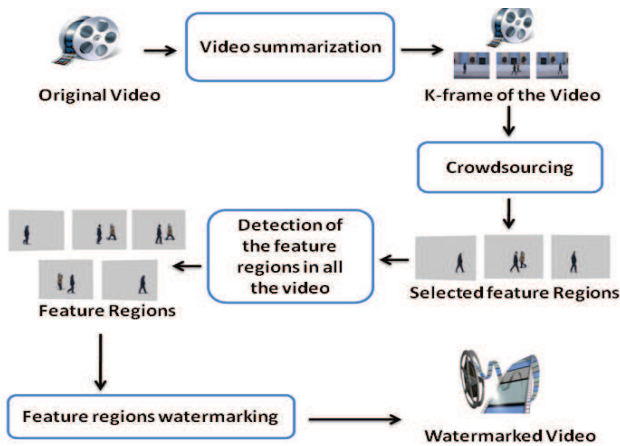 Video summarization
Original Video
K-frame of the Video
Crowdsourcing
Detection of
the feature
regions in all
the video
Selected feature Regions
Feature Regions
Feature regions watermarking
Watermarked Video